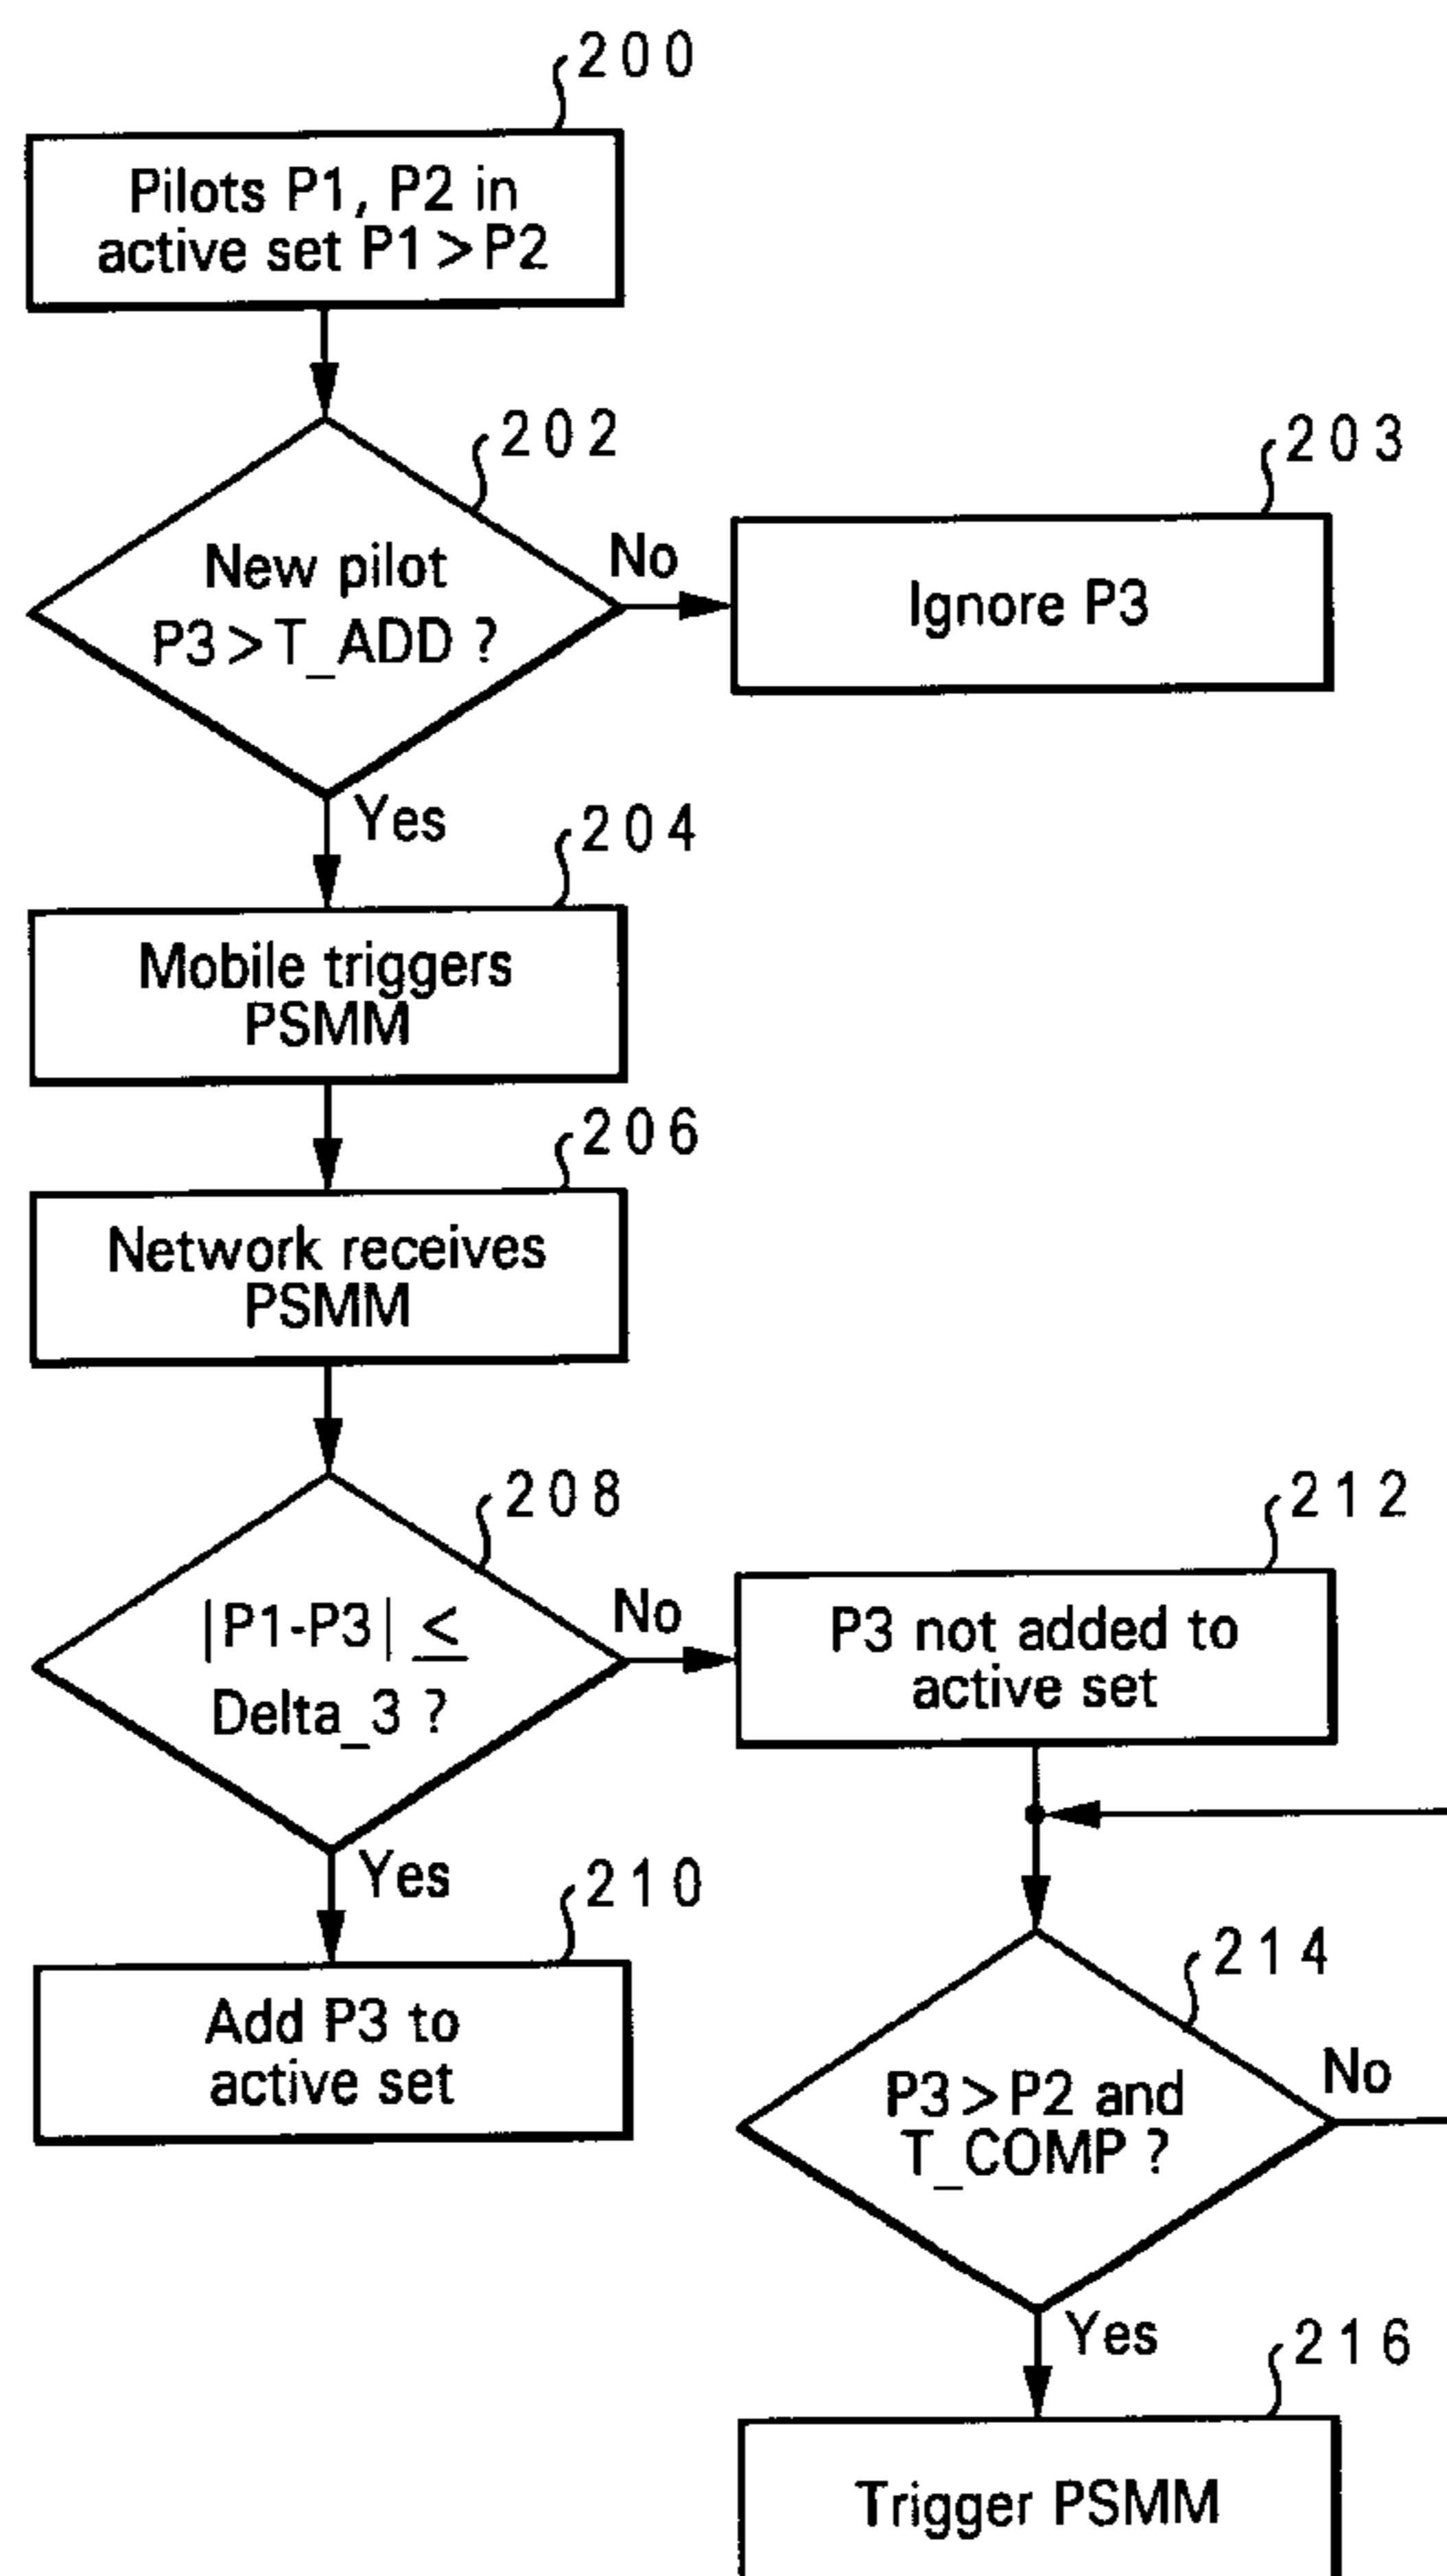 200
Pilots P1, P2 in
active set P1 > P2
202
New pilot
P3 > T_ADD ?
No
203
Ignore P3
Yes
204
Mobile triggers
PSMM
206
Network receives
PSMM
208
|P1-P3| ≤
Delta_3 ?
No
212
P3 not added to
active set
Yes
210
Add P3 to
active set
214
P3 > P2 and
T_COMP ?
No
Yes
216
Trigger PSMM